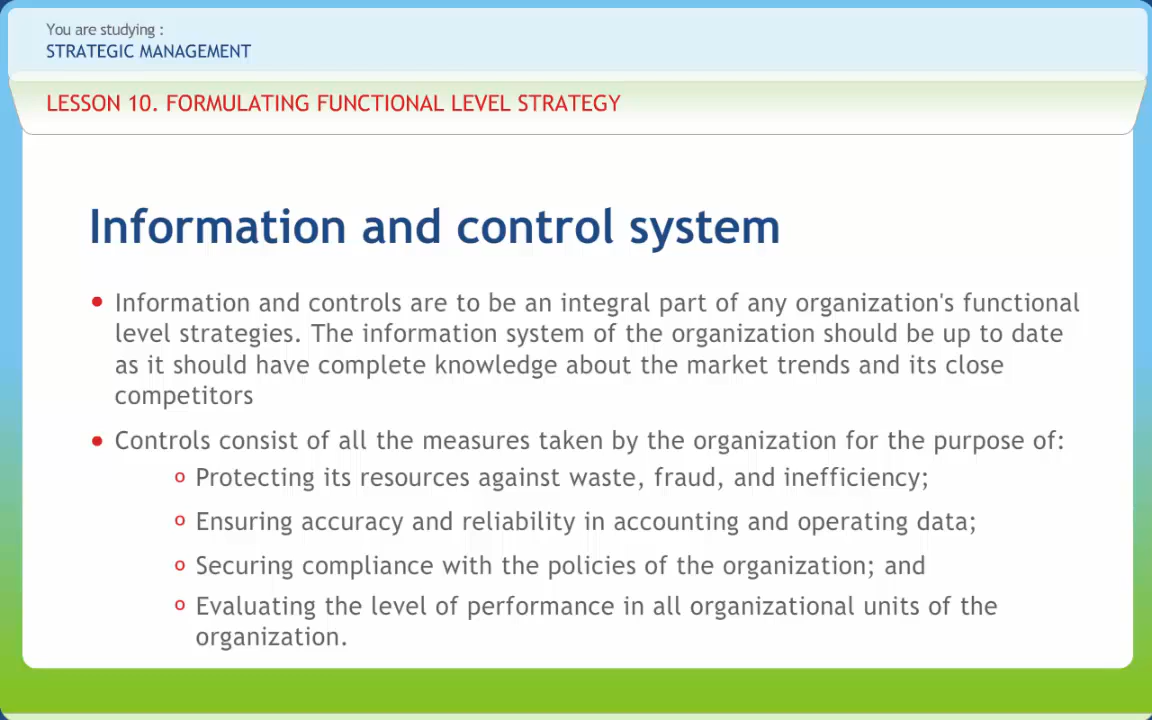 You are studying :
STRATEGIC MANAGEMENT
LESSON 10. FORMULATING FUNCTIONAL LEVEL STRATEGY
Information and control system
• Information and controls are to be an integral part of any organization's functional
level strategies. The information system of the organization should be up to date
as it should have complete knowledge about the market trends and its close
competitors
• Controls consist of all the measures taken by the organization for the purpose of:
o Protecting its resources against waste, fraud, and inefficiency;
o Ensuring accuracy and reliability in accounting and operating data;
o Securing compliance with the policies of the organization; and
o Evaluating the level of performance in all organizational units of the
organization.